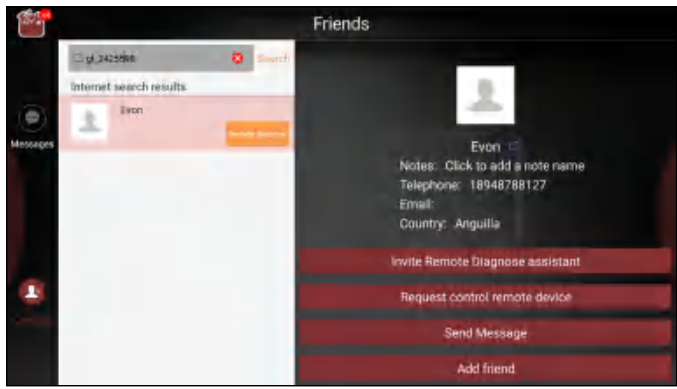 Friends
Search
Internet search results
Evon
Messages
Evon
Notes: Click to add a note name
Telephone: 18948788127
Email:
Country: Anguilla
Invite Remote Diagnose assistant
Request control remote device
Send Message
Add friend